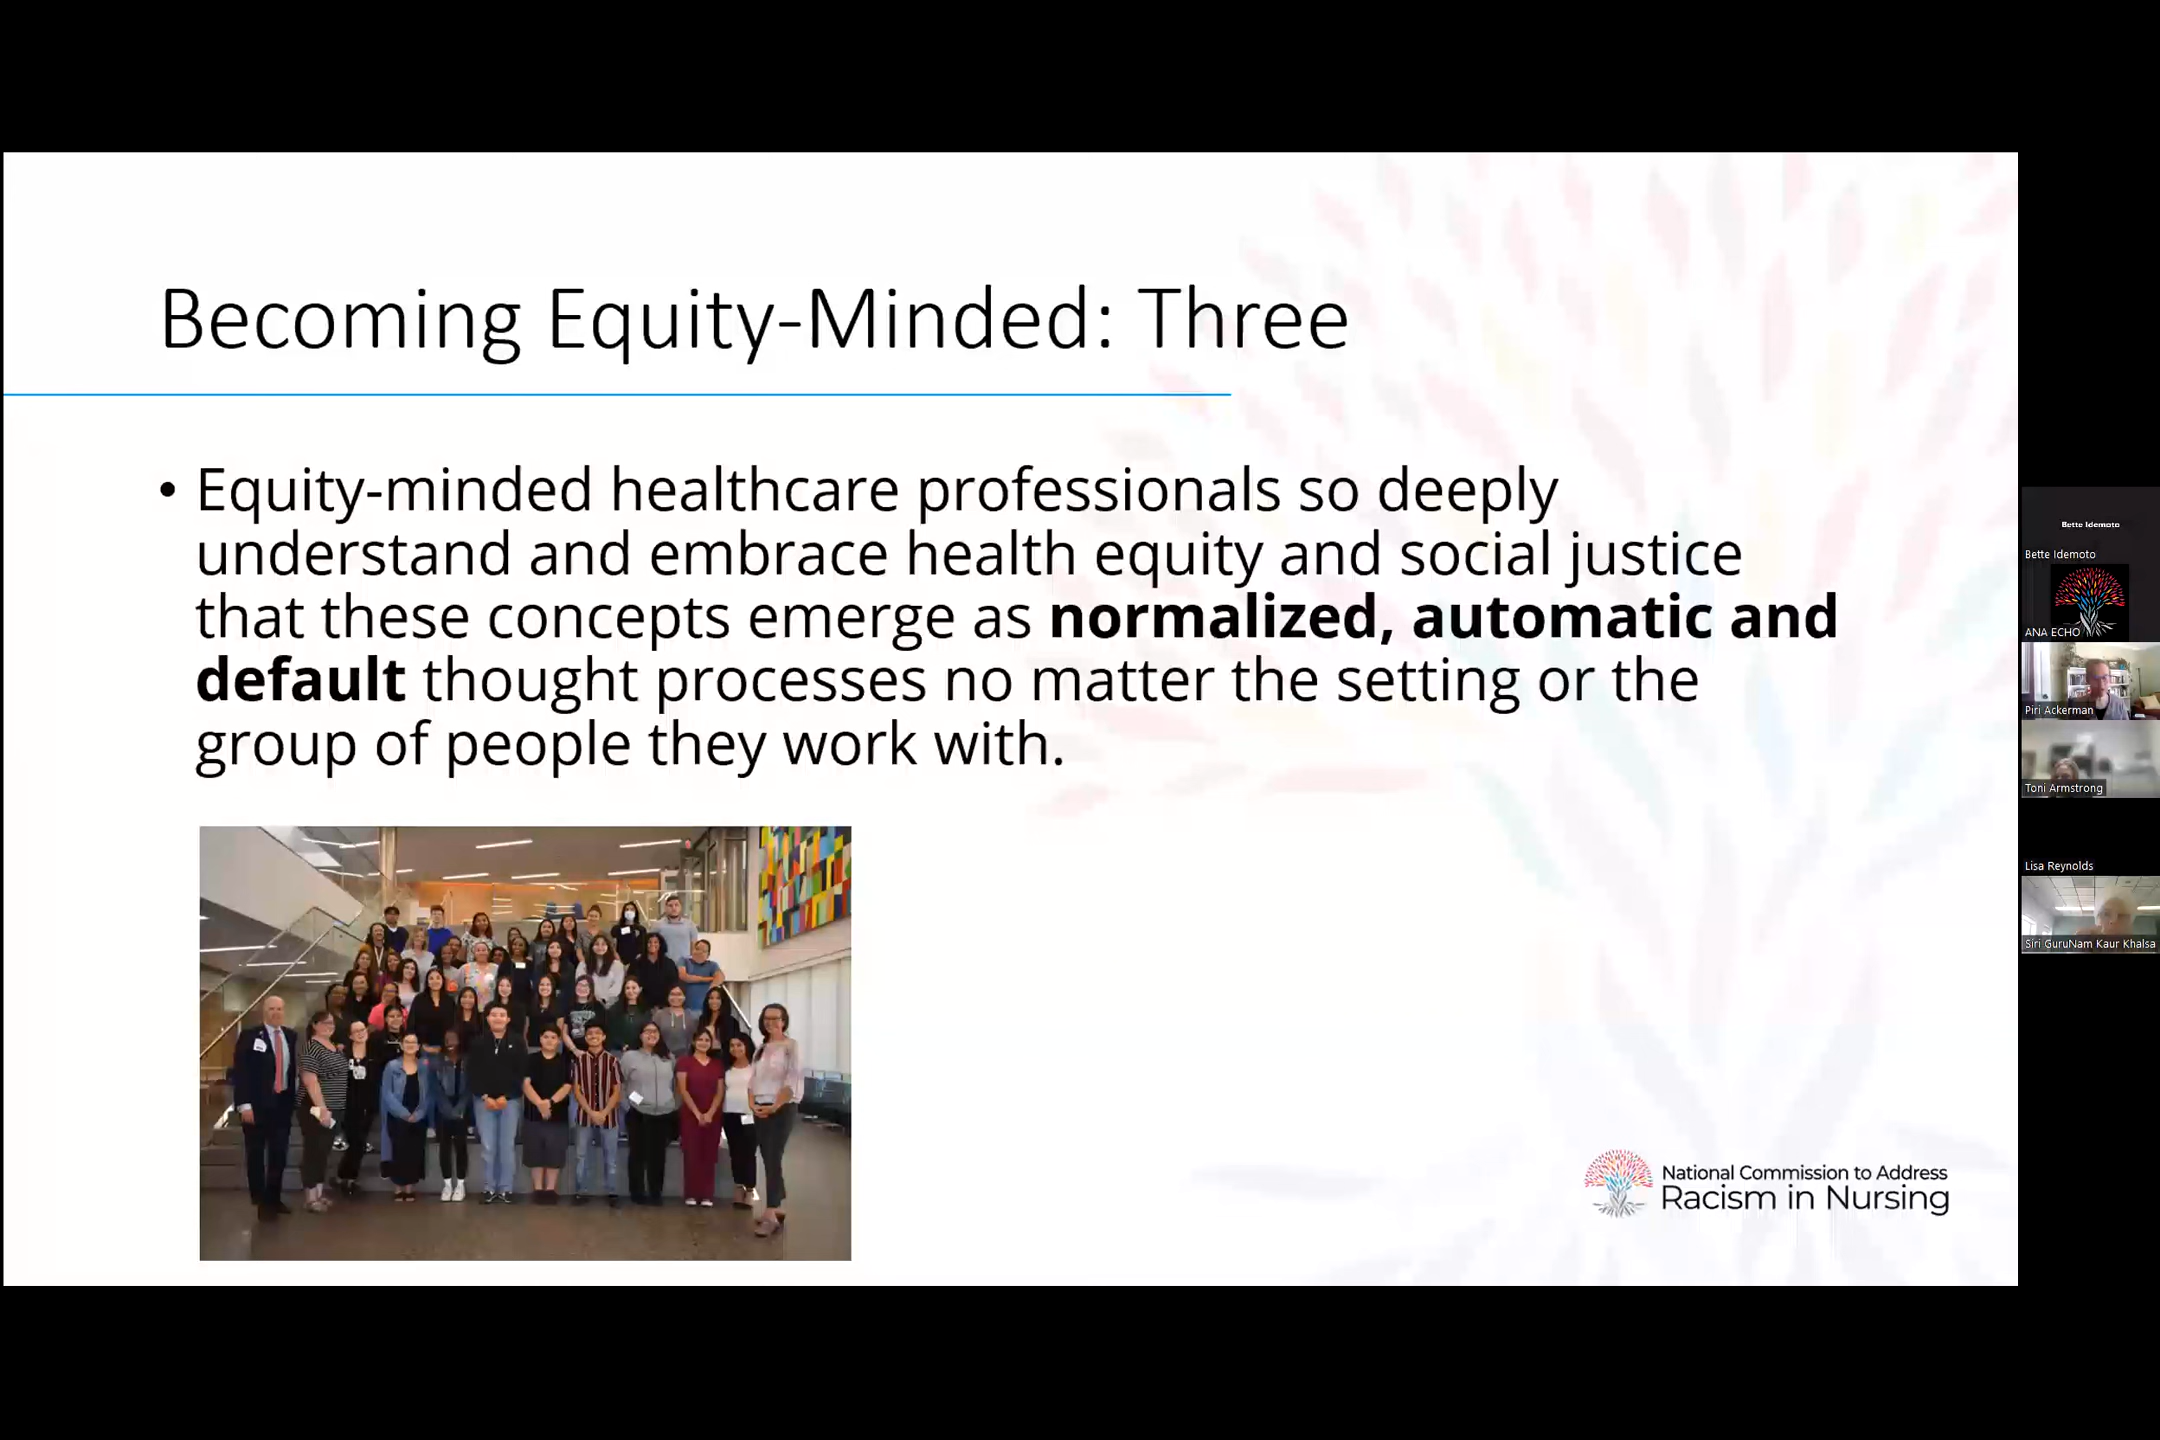 Becoming Equity-Minded: Three
• Equity-minded healthcare professionals so deeply
understand and embrace health equity and social justice
that these concepts emerge as normalized, automatic and
default thought processes no matter the setting or the
group of people they work with.
National Commission to Address
Racism in Nursing
Bette Idemoto
Bette Idemoto
ANA ECHO
Piri Ackerman
Toni Armstrong
Lisa Reynolds
Siri GuruNam Kaur Khalsa